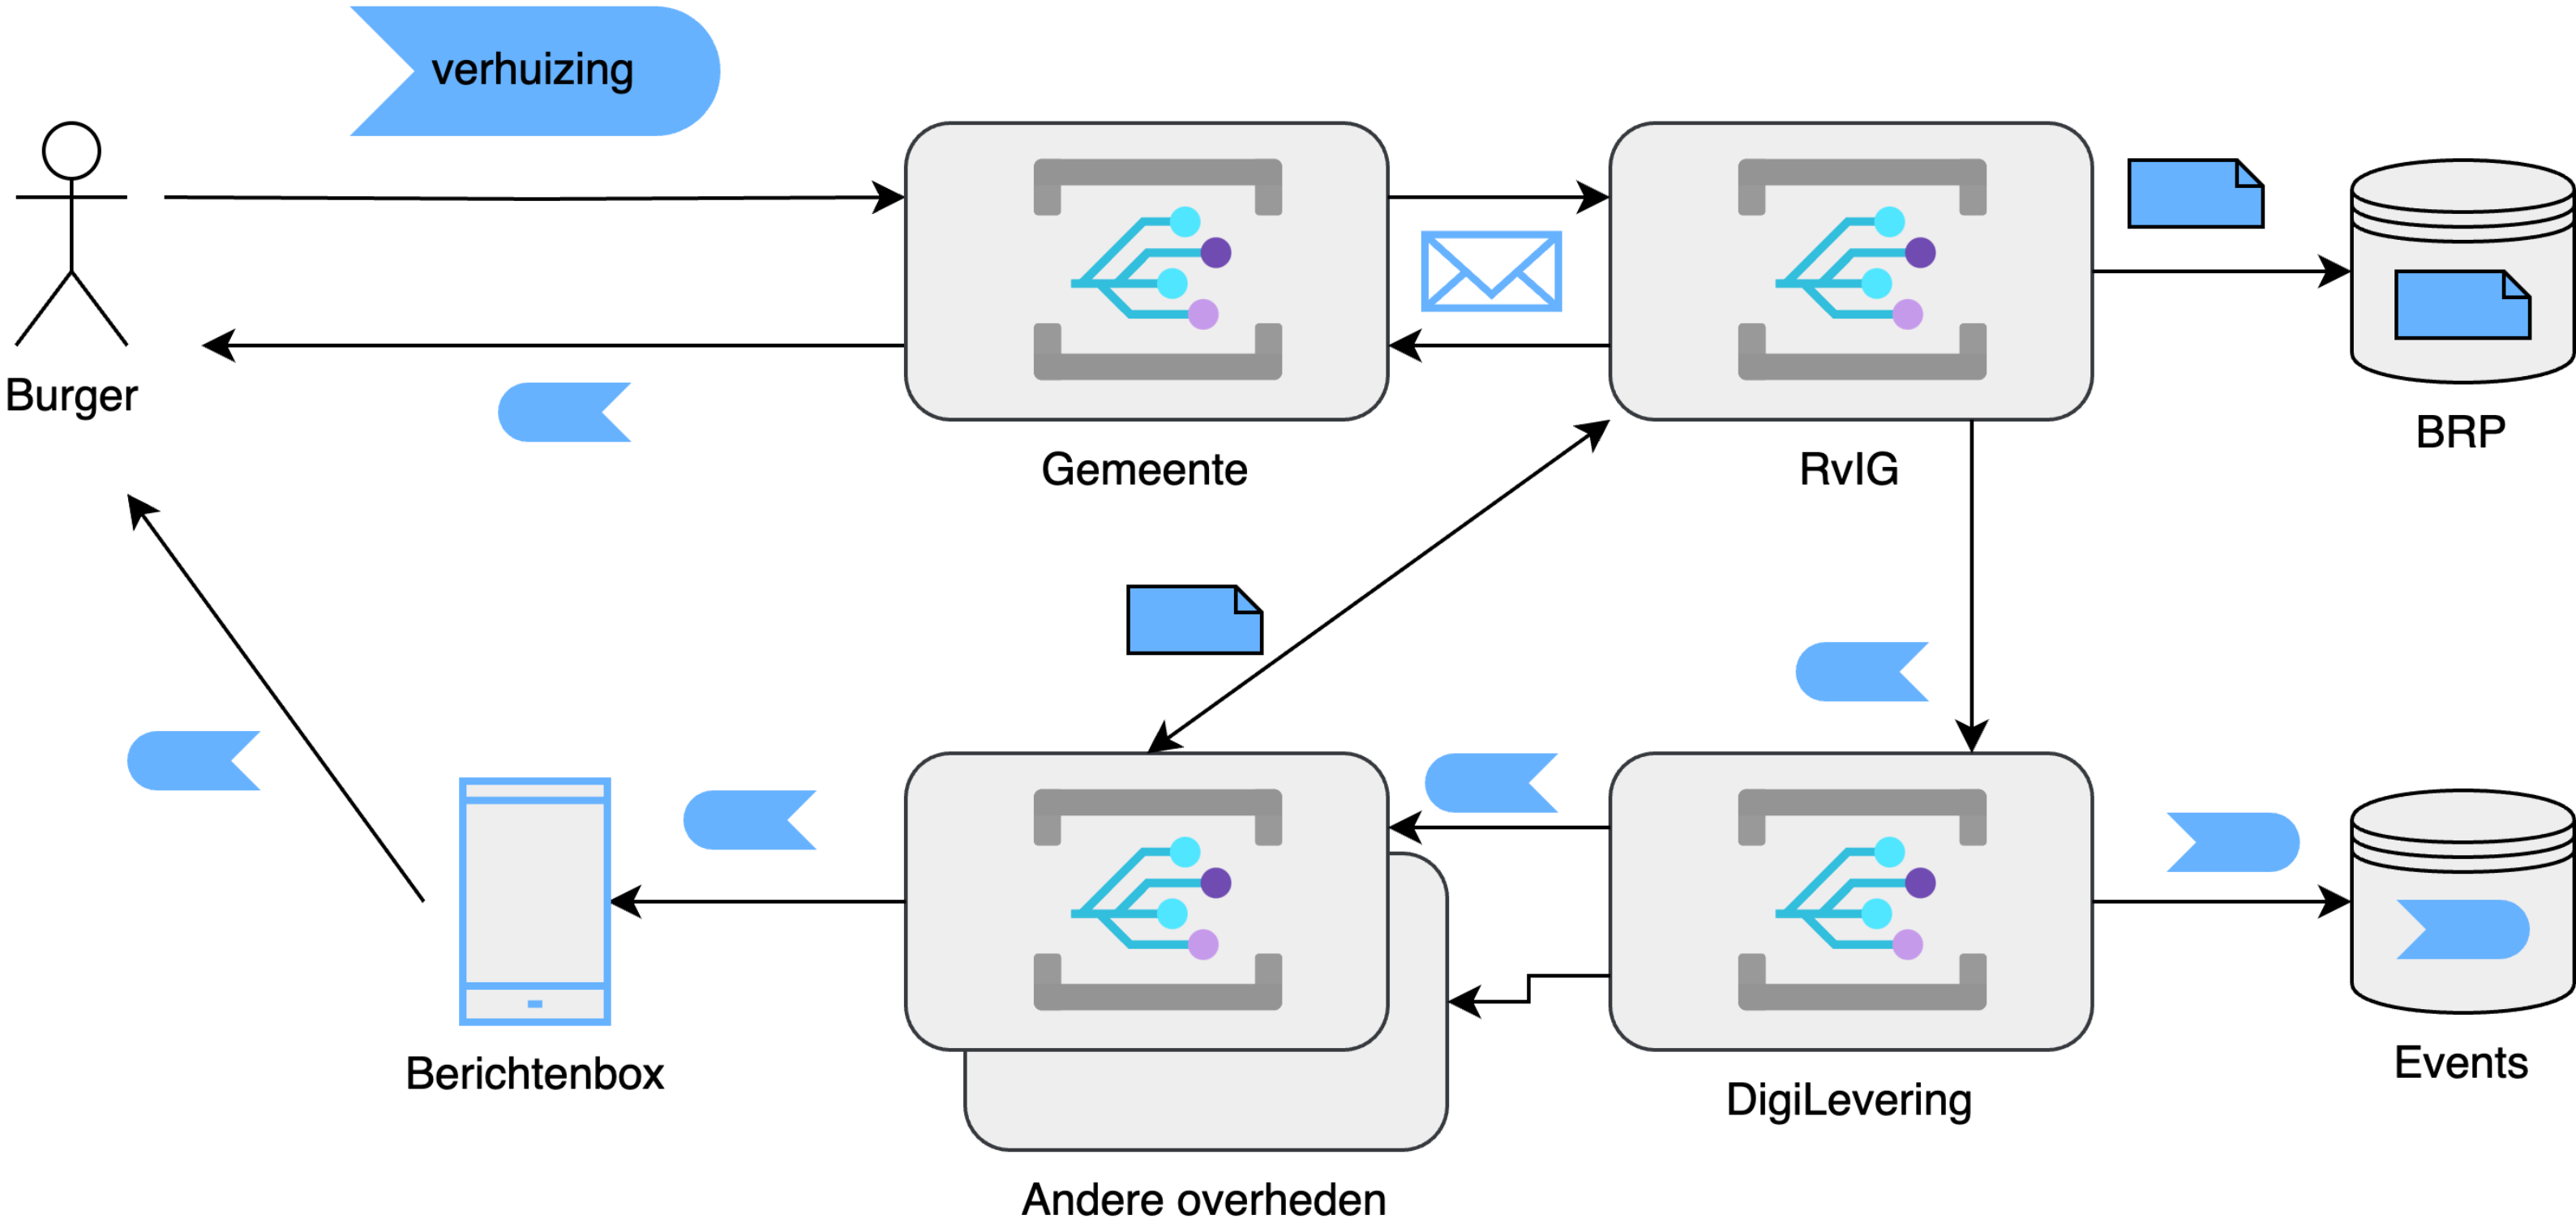 verhuizing
Burger
Gemeente
RvIG
BRP
Berichtenbox
Andere overheden
DigiLevering
Events